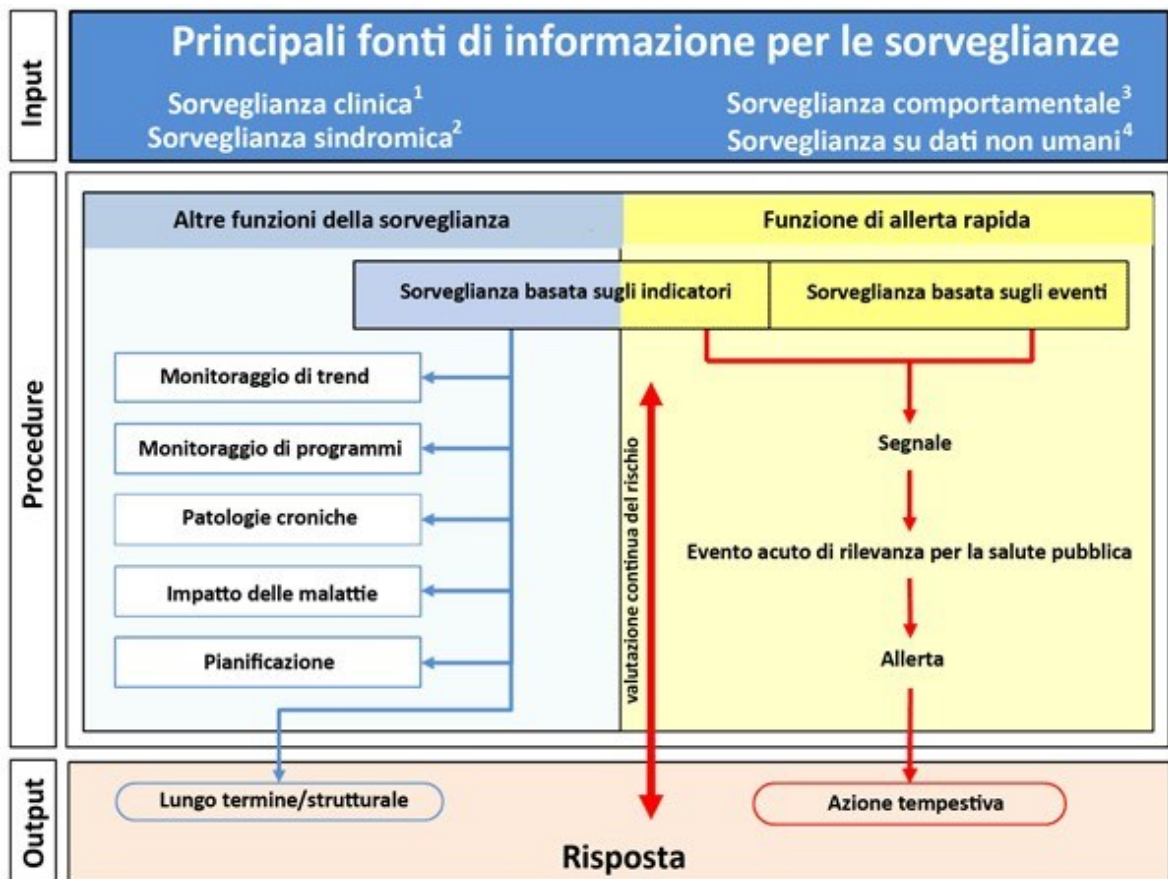 Input
Principali fonti di informazione per le sorveglianze
Sorveglianza clinica¹
Sorveglianza sindromica²
Sorveglianza comportamentale³
Sorveglianza su dati non umani⁴
Procedure
Altre funzioni della sorveglianza
Funzione di allerta rapida
Sorveglianza basata sugli indicatori
Sorveglianza basata sugli eventi
Monitoraggio di trend
Monitoraggio di programmi
Patologie croniche
Impatto delle malattie
Pianificazione
valutazione continua del rischio
Segnale
Evento acuto di rilevanza per la salute pubblica
Allerta
Output
Lungo termine/strutturale
Azione tempestiva
Risposta